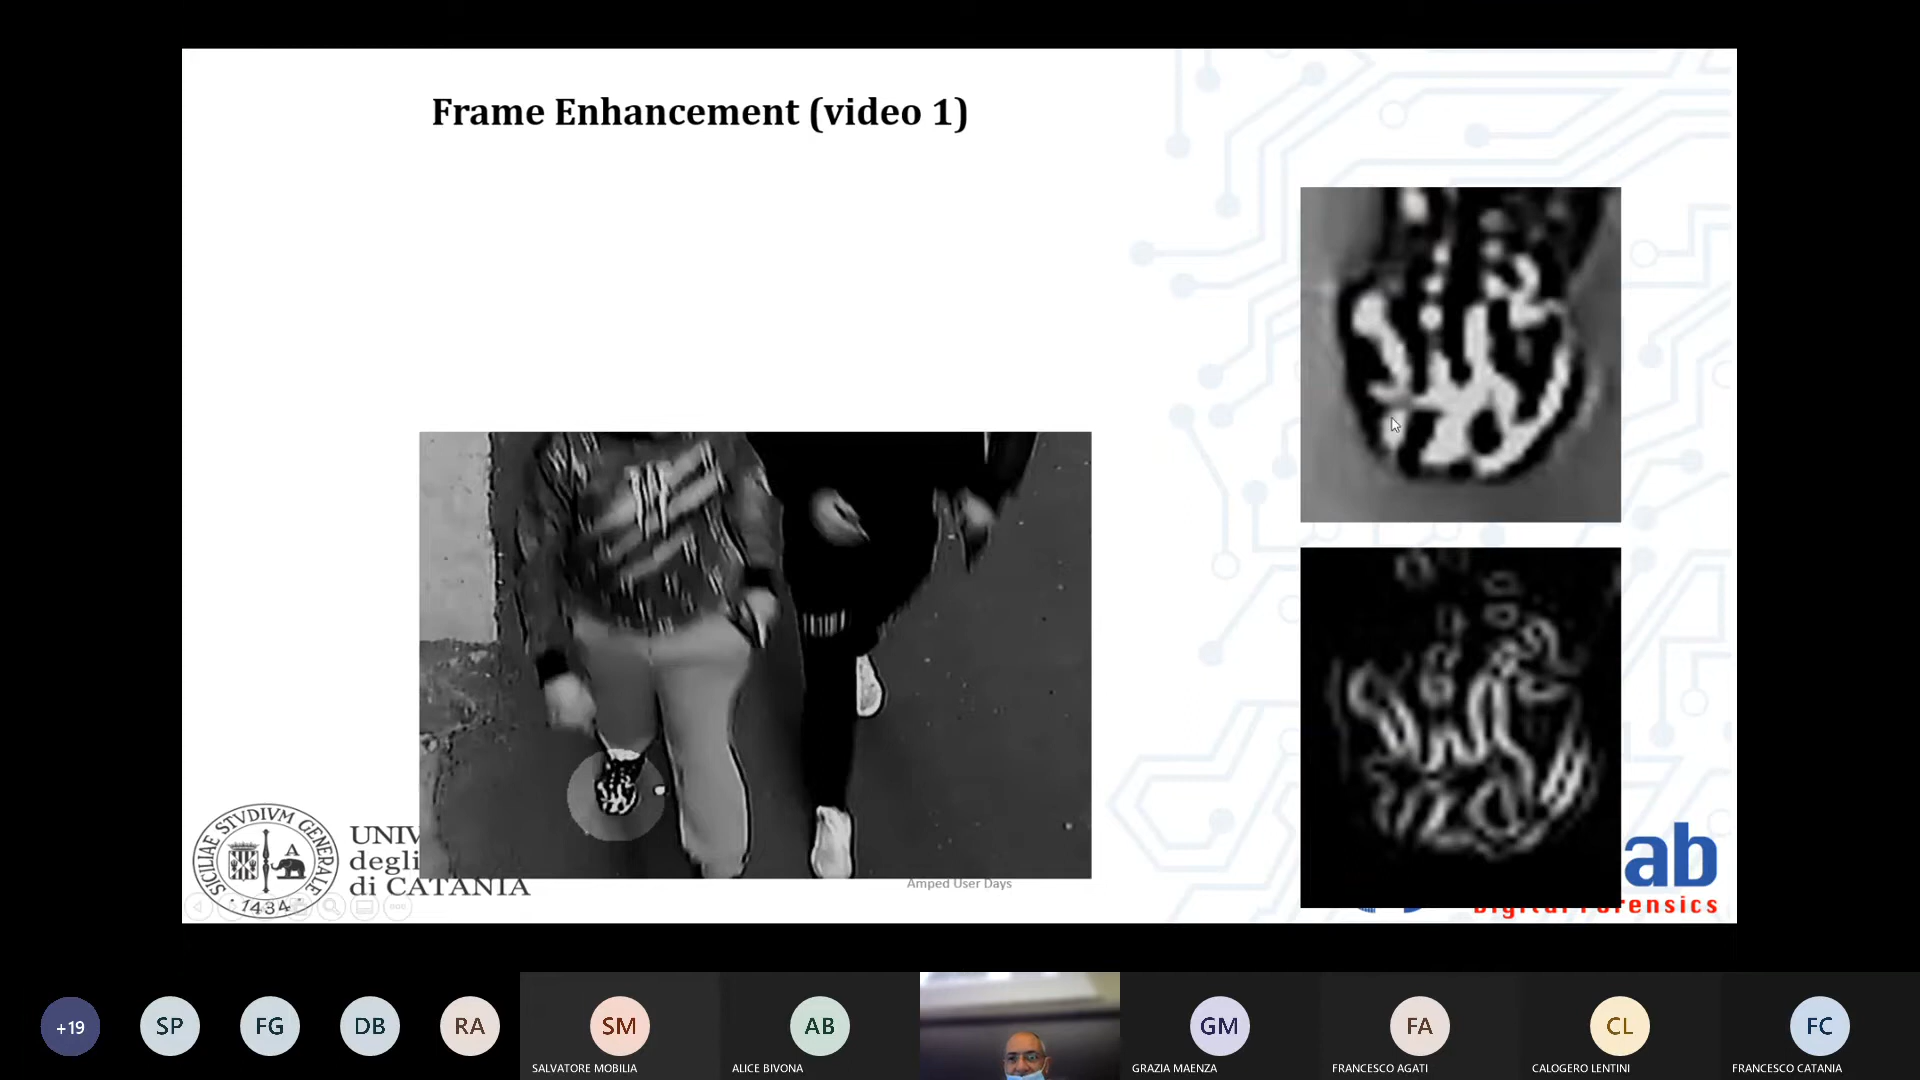 Frame Enhancement (video 1)
SICILIAE STVDIVM GENERALE
1434
UNIV
degli
di CATANIA
Amped User Days
ab
Digital Forensics
+19
SP
FG
DB
RA
SM
AB
GM
FA
CL
FC
SALVATORE MOBILIA
ALICE BIVONA
GRAZIA MAENZA
FRANCESCO AGATI
CALOGERO LENTINI
FRANCESCO CATANIA